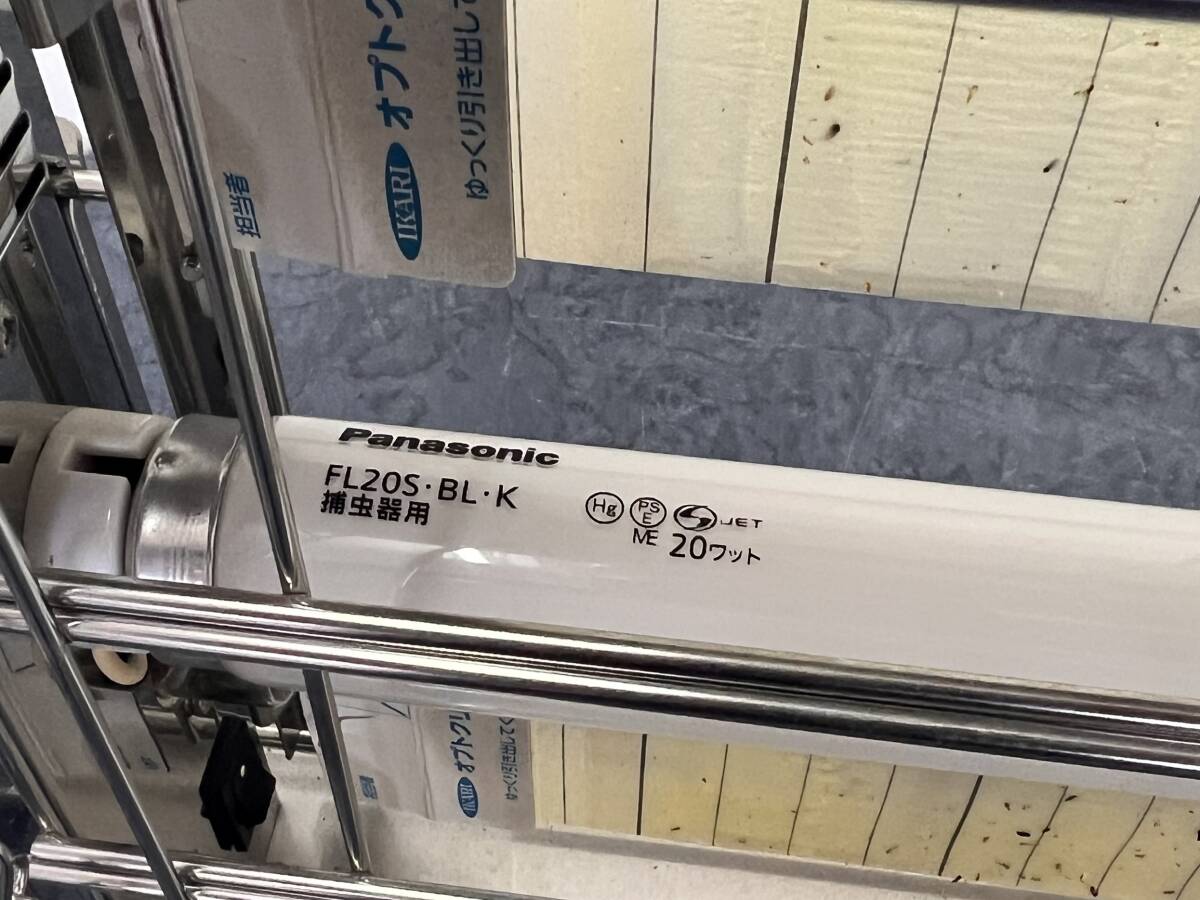 担当者
IKARI オプトク
ゆっくり引き出して
Panasonic
FL20S・BL・K
捕虫器用
Hg PS E JET
ME 20ワット
IKARI オプトクリ
ゆっくり引き出してく